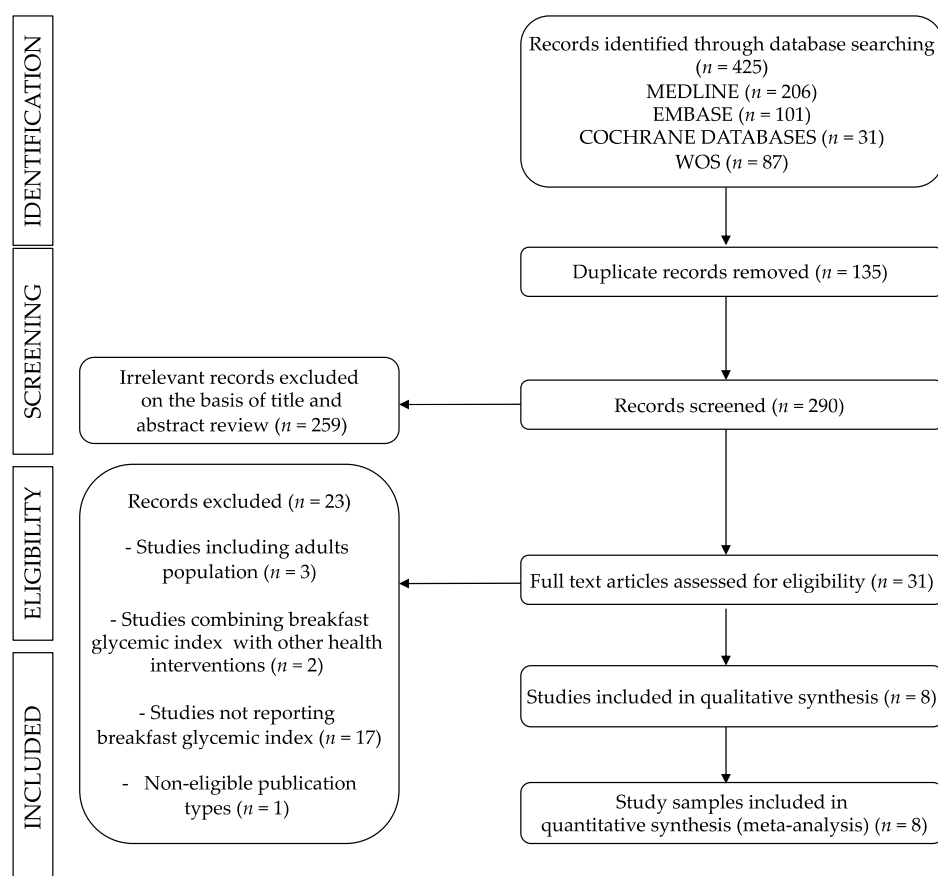 IDENTIFICATION
Records identified through database searching
(n = 425)
MEDLINE (n = 206)
EMBASE (n = 101)
COCHRANE DATABASES (n = 31)
WOS (n = 87)
SCREENING
Duplicate records removed (n = 135)
Records screened (n = 290)
Irrelevant records excluded
on the basis of title and
abstract review (n = 259)
ELIGIBILITY
Full text articles assessed for eligibility (n = 31)
Records excluded (n = 23)
- Studies including adults
population (n = 3)
- Studies combining breakfast
glycemic index with other health
interventions (n = 2)
- Studies not reporting
breakfast glycemic index (n = 17)
- Non-eligible publication
types (n = 1)
INCLUDED
Studies included in qualitative synthesis (n = 8)
Study samples included in
quantitative synthesis (meta-analysis) (n = 8)